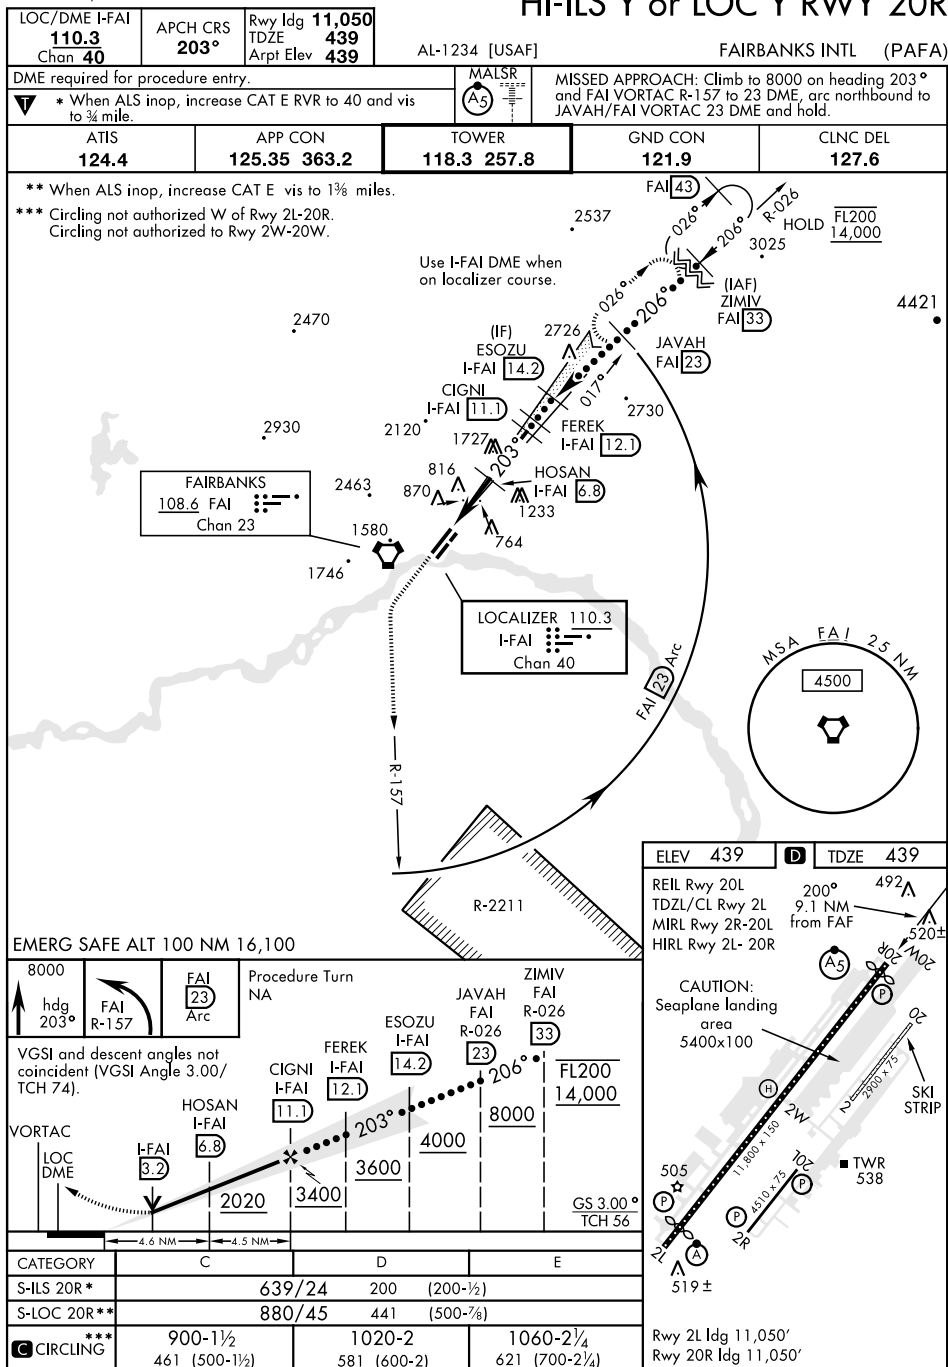 HI-ILS Y or LOC Y RWY 20R
LOC/DME I-FAI
110.3
Chan 40
APCH CRS
203°
Rwy ldg 11,050
TDZE 439
Arpt Elev 439
AL-1234 [USAF]
FAIRBANKS INTL (PAFA)
DME required for procedure entry.
T
* When ALS inop, increase CAT E RVR to 40 and vis
to ¾ mile.
MALSR
A5
MISSED APPROACH: Climb to 8000 on heading 203°
and FAI VORTAC R-157 to 23 DME, arc northbound to
JAVAH/FAI VORTAC 23 DME and hold.
ATIS
124.4
APP CON
125.35 363.2
TOWER
118.3 257.8
GND CON
121.9
CLNC DEL
127.6
** When ALS inop, increase CAT E vis to 1⅜ miles.
*** Circling not authorized W of Rwy 2L-20R.
Circling not authorized to Rwy 2W-20W.
Use I-FAI DME when
on localizer course.
FAI 43
026°
206°
R-026
HOLD
FL200
14,000
2537
3025
(IAF)
ZIMIV
FAI 33
4421
2470
026°
206°
(IF)
ESOZU
I-FAI 14.2
2726
JAVAH
FAI 23
CIGNI
I-FAI 11.1
017°
2730
2930
2120
FEREK
I-FAI 12.1
1727
203°
HOSAN
I-FAI 6.8
816
870
1233
764
FAIRBANKS
108.6 FAI
Chan 23
2463
1580
1746
LOCALIZER 110.3
I-FAI
Chan 40
FAI 23 Arc
MSA FAI 25 NM
4500
R-157
R-2211
EMERG SAFE ALT 100 NM 16,100
ELEV 439
D
TDZE 439
REIL Rwy 20L
TDZL/CL Rwy 2L
MIRL Rwy 2R-20L
HIRL Rwy 2L- 20R
200°
9.1 NM
from FAF
492
520±
20R
20W
A5
P
CAUTION:
Seaplane landing
area
5400x100
20
2900 x 75
2
SKI
STRIP
H
2W
11,800 x 150
20L
TWR
538
505
P
P
4510 x 75
2R
2L
A
519±
Rwy 2L ldg 11,050'
Rwy 20R ldg 11,050'
8000
hdg
203°
FAI
R-157
FAI
23
Arc
Procedure Turn
NA
VGSI and descent angles not
coincident (VGSI Angle 3.00/
TCH 74).
ZIMIV
FAI
R-026
33
JAVAH
FAI
R-026
23
ESOZU
I-FAI
14.2
FEREK
I-FAI
12.1
CIGNI
I-FAI
11.1
HOSAN
I-FAI
6.8
I-FAI
3.2
VORTAC
LOC
DME
206°
203°
FL200
14,000
8000
4000
3600
3400
2020
GS 3.00°
TCH 56
4.6 NM
4.5 NM
CATEGORY C D E
S-ILS 20R* 639/24 200 (200-½)
S-LOC 20R** 880/45 441 (500-⅞)
C CIRCLING *** 900-1½ 1020-2 1060-2¼
461 (500-1½) 581 (600-2) 621 (700-2¼)